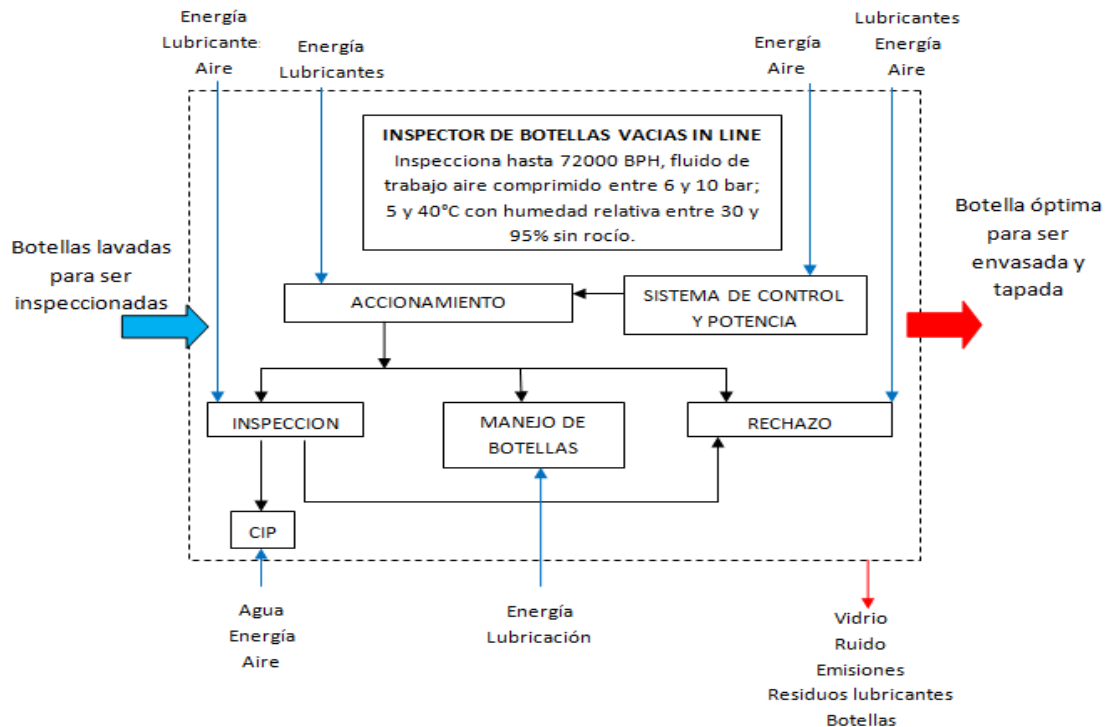 Energía
Lubricantes
Aire
Energía
Lubricantes
Energía
Aire
Lubricantes
Energía
Aire
INSPECTOR DE BOTELLAS VACIAS IN LINE
Inspecciona hasta 72000 BPH, fluido de
trabajo aire comprimido entre 6 y 10 bar;
5 y 40°C con humedad relativa entre 30 y
95% sin rocío.
Botellas lavadas
para ser
inspeccionadas
Botella óptima
para ser
envasada y
tapada
ACCIONAMIENTO
SISTEMA DE CONTROL
Y POTENCIA
INSPECCION
MANEJO DE
BOTELLAS
RECHAZO
CIP
Agua
Energía
Aire
Energía
Lubricación
Vidrio
Ruido
Emisiones
Residuos lubricantes
Botellas